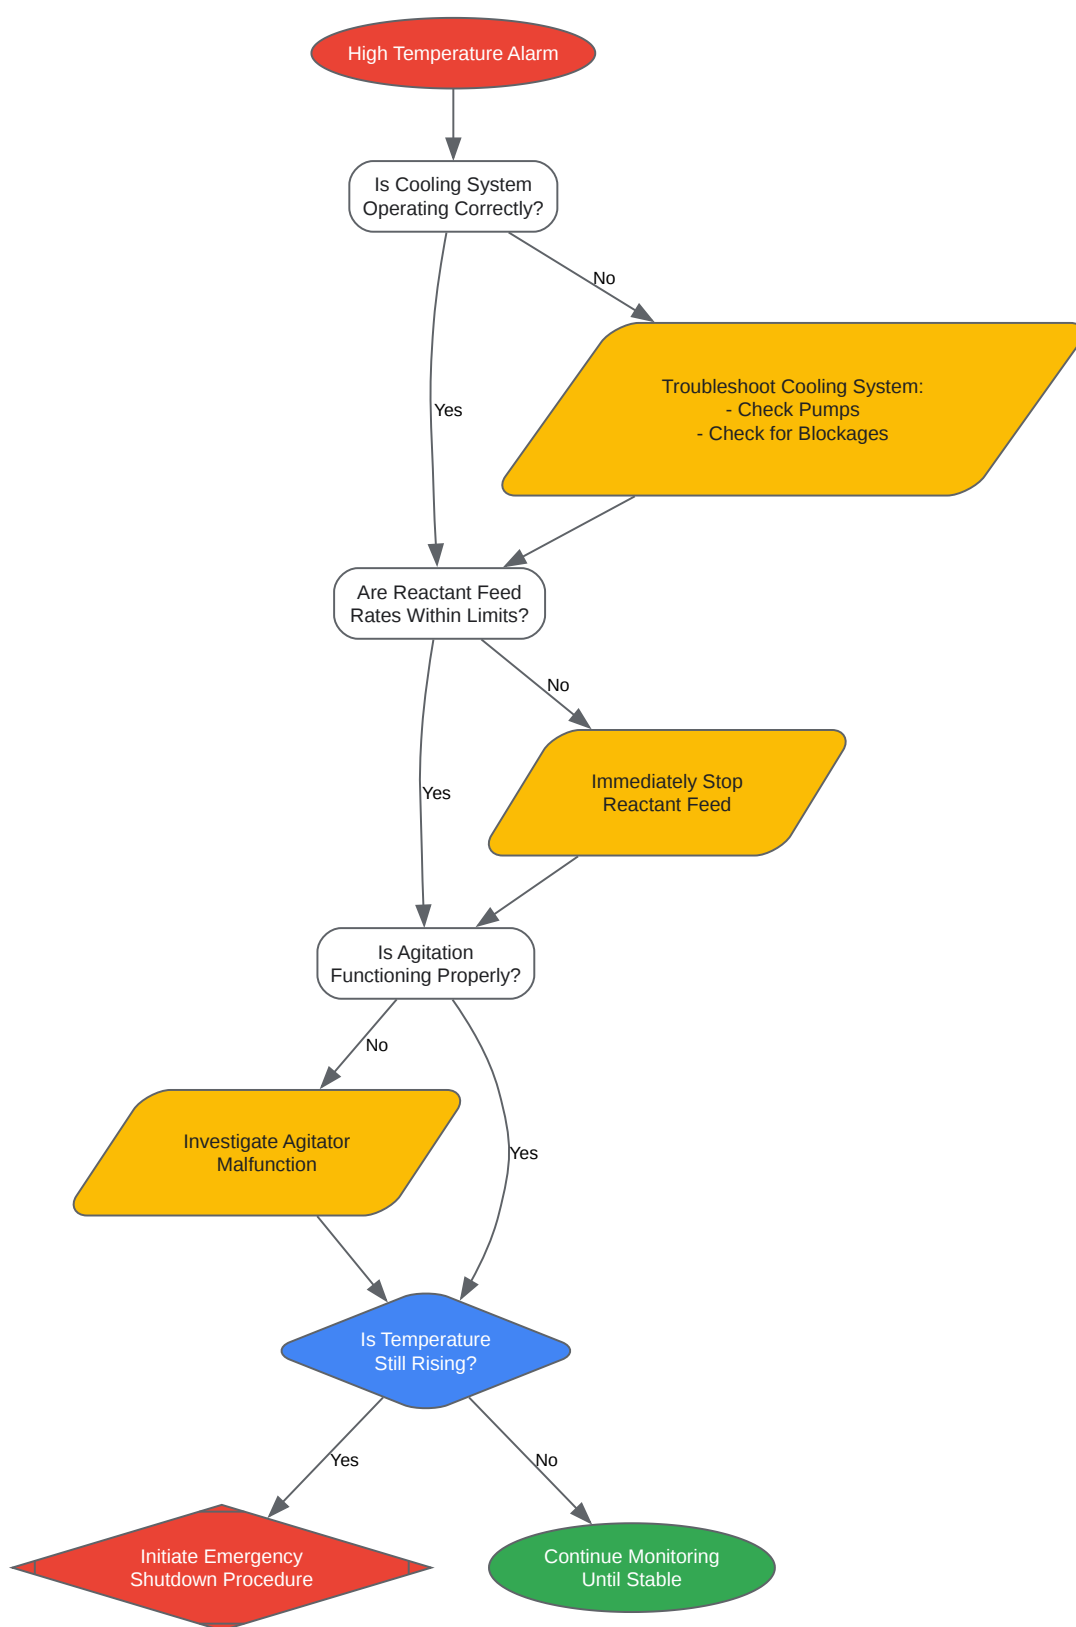 High Temperature Alarm
Is Cooling System
Operating Correctly?
No
Troubleshoot Cooling System:
- Check Pumps
- Check for Blockages
Yes
Are Reactant Feed
Rates Within Limits?
No
Immediately Stop
Reactant Feed
Yes
Is Agitation
Functioning Properly?
No
Investigate Agitator
Malfunction
Yes
Is Temperature
Still Rising?
Yes
No
Initiate Emergency
Shutdown Procedure
Continue Monitoring
Until Stable